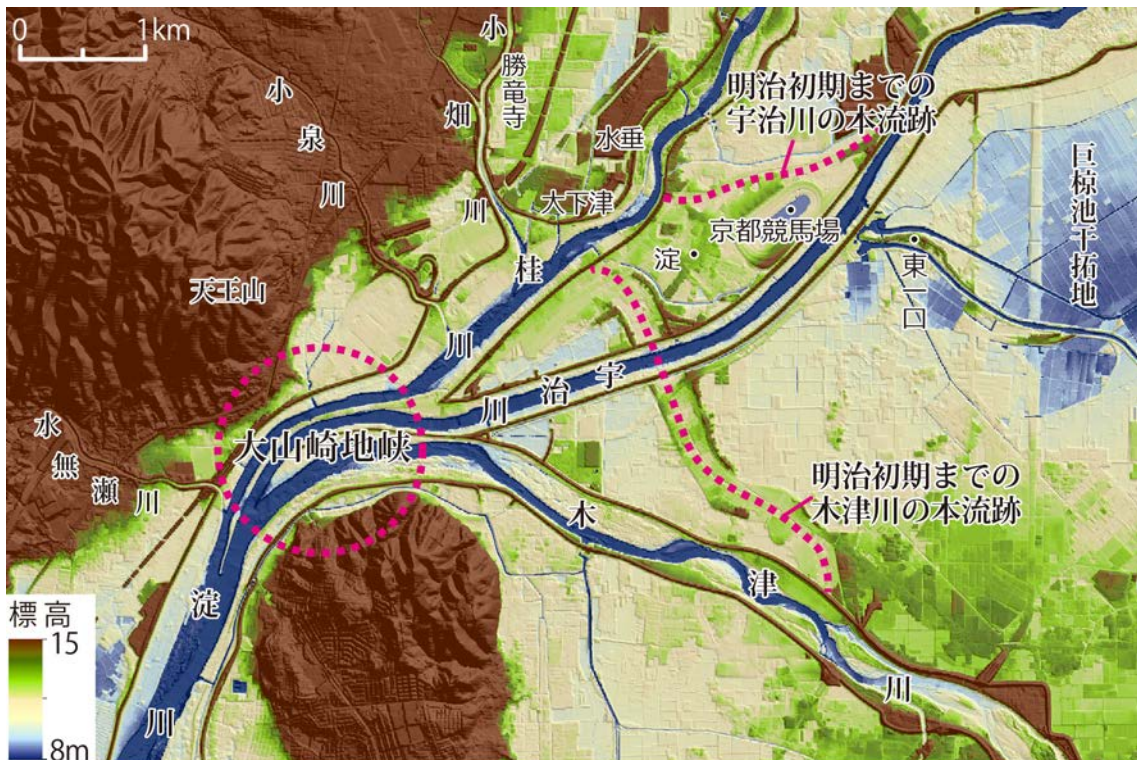 0 1km
小畑川
勝竜寺
小泉川
水垂
明治初期までの
宇治川の本流跡
大下津
巨椋池干拓地
京都競馬場
淀
東一口
桂川
天王山
宇治川
大山崎地峡
水無瀬川
明治初期までの
木津川の本流跡
木津川
淀川
標高
15
8m